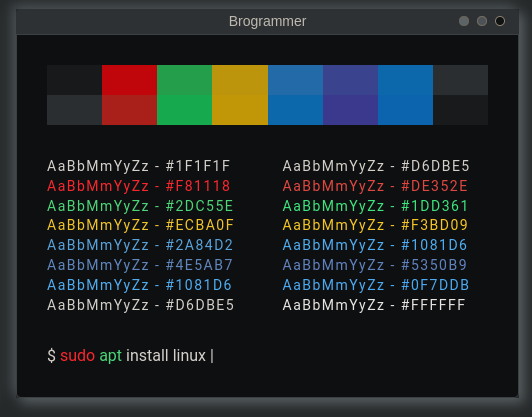 Brogrammer
AaBbMmYyZz - #1F1F1F AaBbMmYyZz - #D6DBE5
AaBbMmYyZz - #F81118 AaBbMmYyZz - #DE352E
AaBbMmYyZz - #2DC55E AaBbMmYyZz - #1DD361
AaBbMmYyZz - #ECBA0F AaBbMmYyZz - #F3BD09
AaBbMmYyZz - #2A84D2 AaBbMmYyZz - #1081D6
AaBbMmYyZz - #4E5AB7 AaBbMmYyZz - #5350B9
AaBbMmYyZz - #1081D6 AaBbMmYyZz - #0F7DDB
AaBbMmYyZz - #D6DBE5 AaBbMmYyZz - #FFFFFF
$ sudo apt install linux |